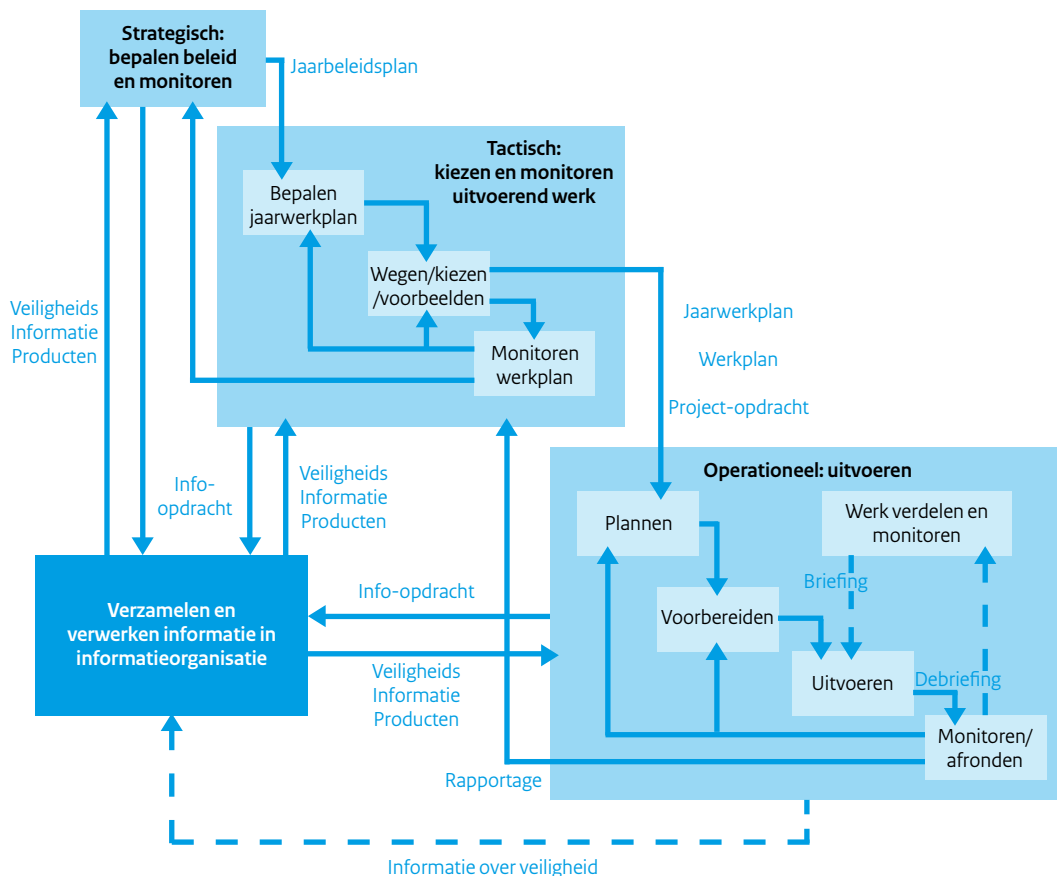 Strategisch:
bepalen beleid
en monitoren
Jaarbeleidsplan
Tactisch:
kiezen en monitoren
uitvoerend werk
Bepalen
jaarwerkplan
Wegen/kiezen
/voorbeelden
Monitoren
werkplan
Veiligheids
Informatie
Producten
Jaarwerkplan
Werkplan
Project-opdracht
Info-
opdracht
Veiligheids
Informatie
Producten
Operationeel: uitvoeren
Plannen
Werk verdelen en
monitoren
Briefing
Voorbereiden
Uitvoeren
Debriefing
Monitoren/
afronden
Verzamelen en
verwerken informatie in
informatieorganisatie
Info-opdracht
Veiligheids
Informatie
Producten
Rapportage
Informatie over veiligheid